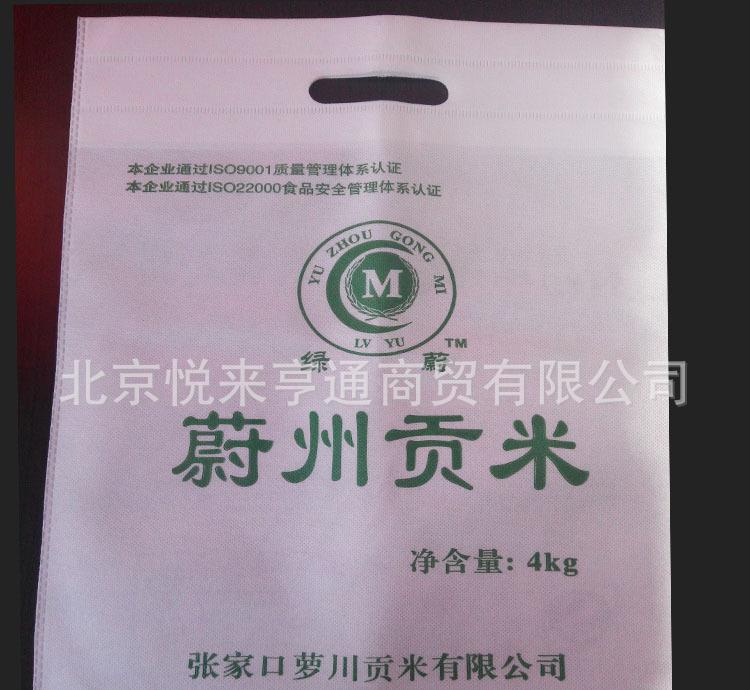 本企业通过ISO9001质量管理体系认证
本企业通过ISO22000食品安全管理体系认证
YU ZHOU GONG MI
M
LV YU
绿蔚™
北京悦来亨通商贸有限公司
蔚州贡米
净含量: 4kg
张家口萝川贡米有限公司